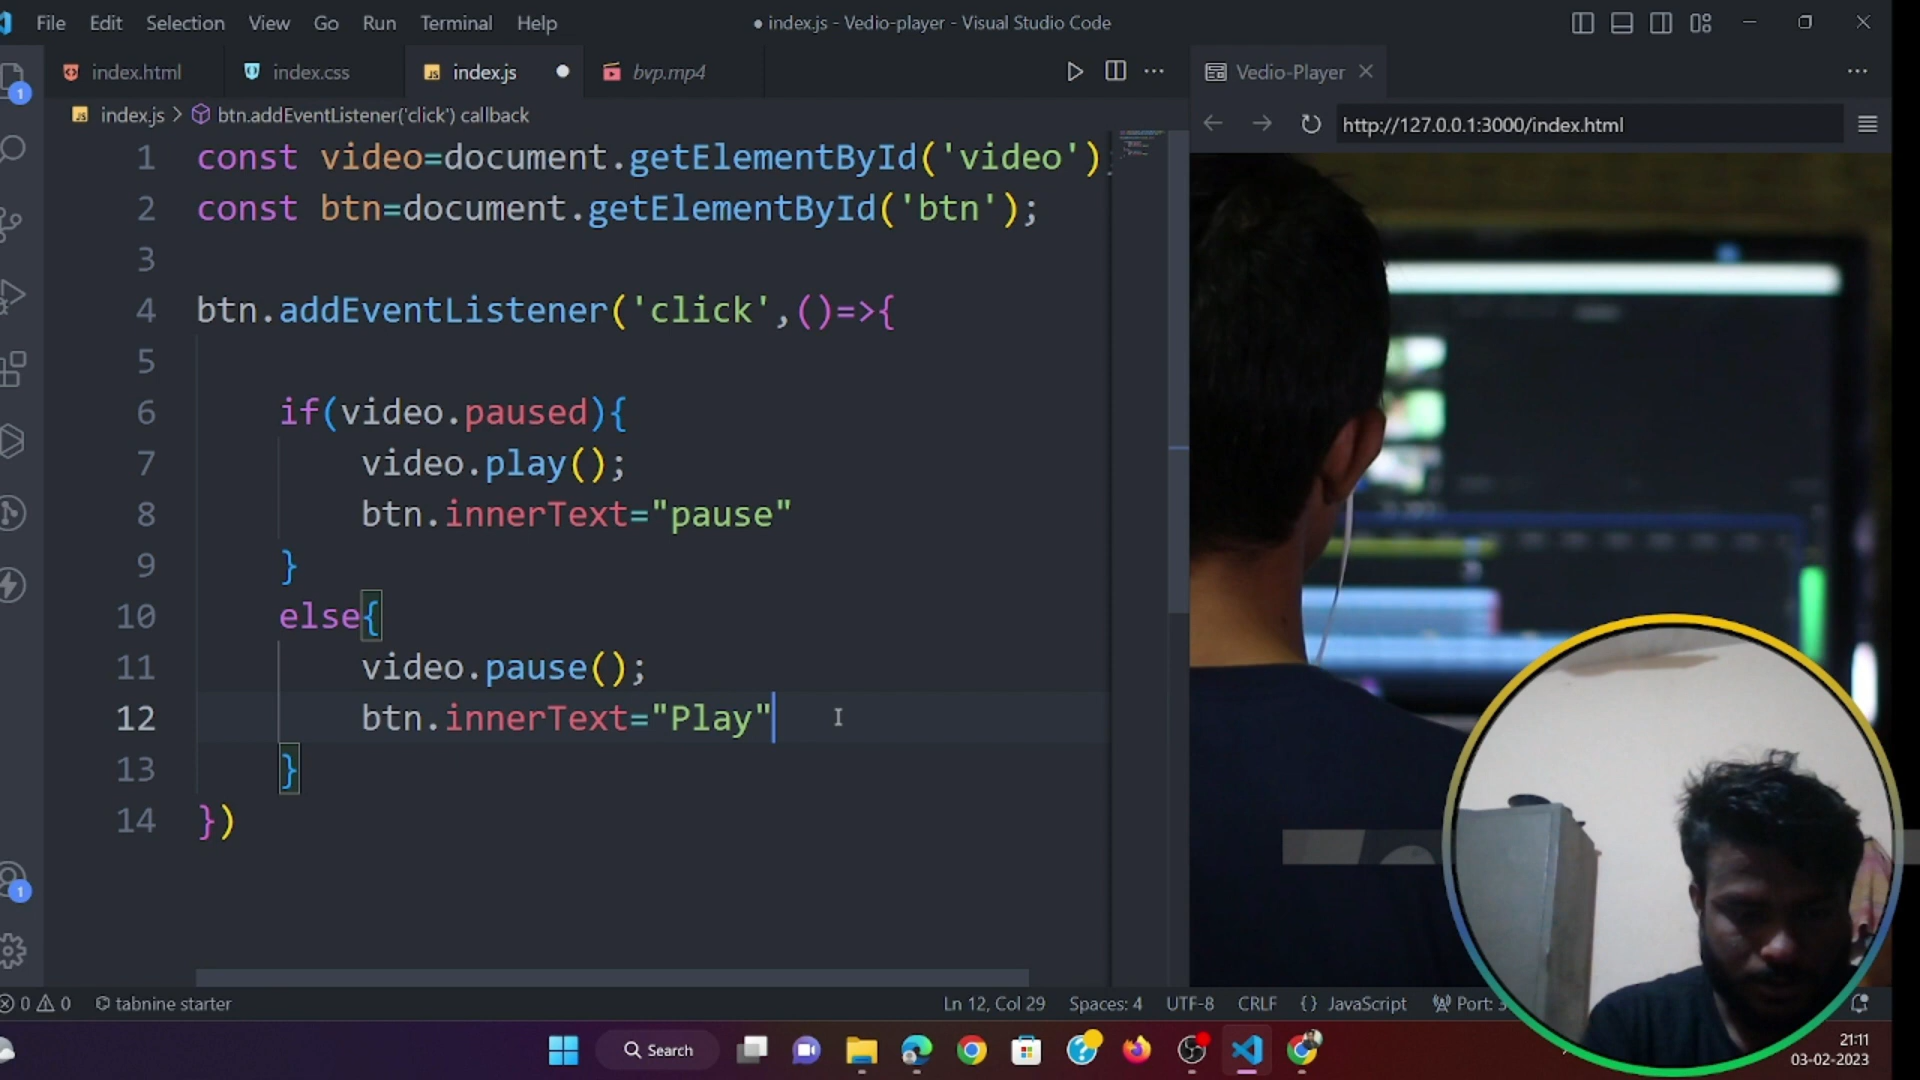 File Edit Selection View Go Run Terminal Help
● index.js - Vedio-player - Visual Studio Code
index.html index.css index.js bvp.mp4
Vedio-Player
index.js > btn.addEventListener('click') callback
http://127.0.0.1:3000/index.html
1 const video=document.getElementById('video');
2 const btn=document.getElementById('btn');
3
4 btn.addEventListener('click',()=>{
5
6 if(video.paused){
7 video.play();
8 btn.innerText="pause"
9 }
10 else{
11 video.pause();
12 btn.innerText="Play"
13 }
14 })
1
1
0 0 tabnine starter
Ln 12, Col 29 Spaces: 4 UTF-8 CRLF {} JavaScript Port:
Search
21:11
03-02-2023